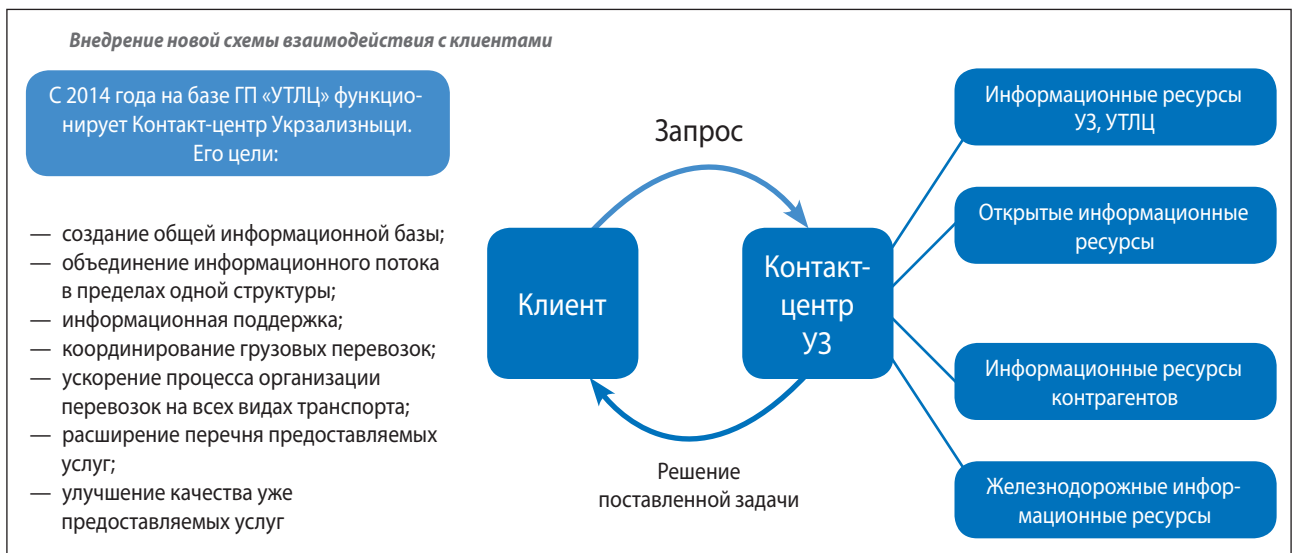 Внедрение новой схемы взаимодействия с клиентами
С 2014 года на базе ГП «УТЛЦ» функцио-
нирует Контакт-центр Укрзализныци.
Его цели:
— создание общей информационной базы;
— объединение информационного потока
в пределах одной структуры;
— информационная поддержка;
— координирование грузовых перевозок;
— ускорение процесса организации
перевозок на всех видах транспорта;
— расширение перечня предоставляемых
услуг;
— улучшение качества уже
предоставляемых услуг
Запрос
Клиент
Контакт-
центр
УЗ
Решение
поставленной задачи
Информационные ресурсы
УЗ, УТЛЦ
Открытые информационные
ресурсы
Информационные ресурсы
контрагентов
Железнодорожные инфор-
мационные ресурсы